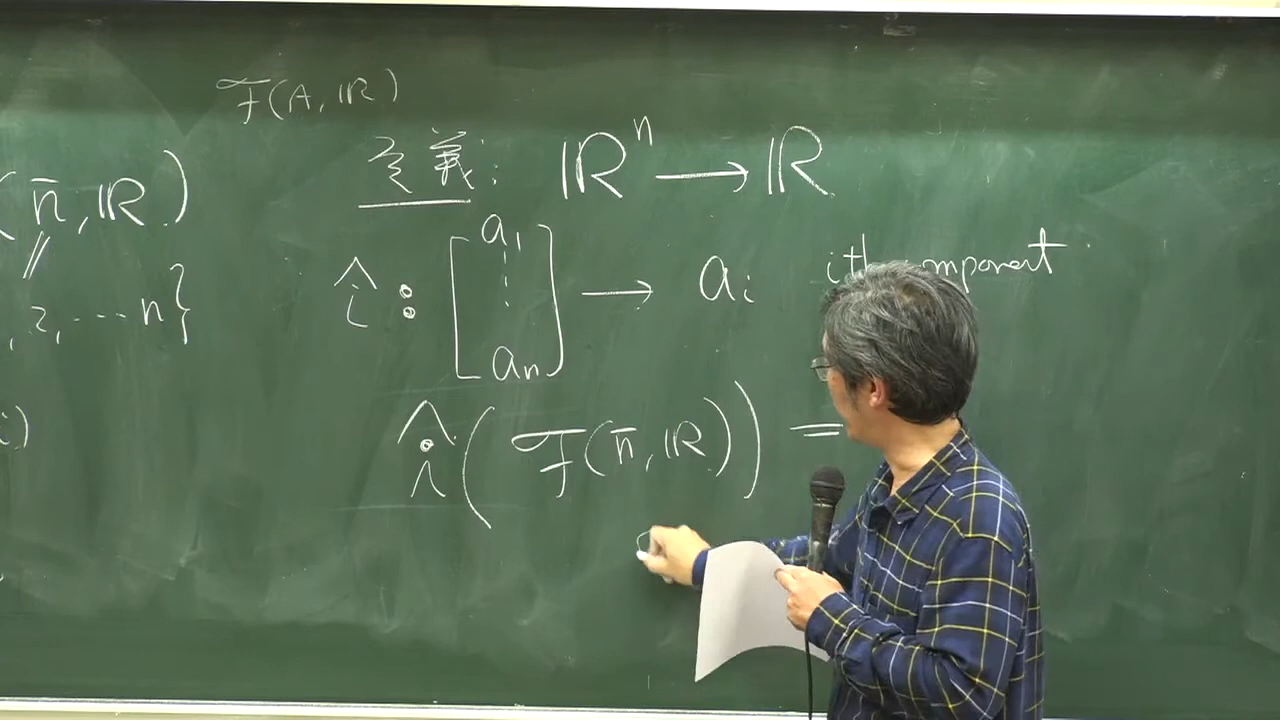 ℱ(A, ℝ)
定義: ℝⁿ → ℝ
(n̄, ℝ)
∥
, 2, ⋯ n}
î : [a₁ ⋮ aₙ] → aᵢ ith component
i)
î(ℱ(n̄, ℝ)) =